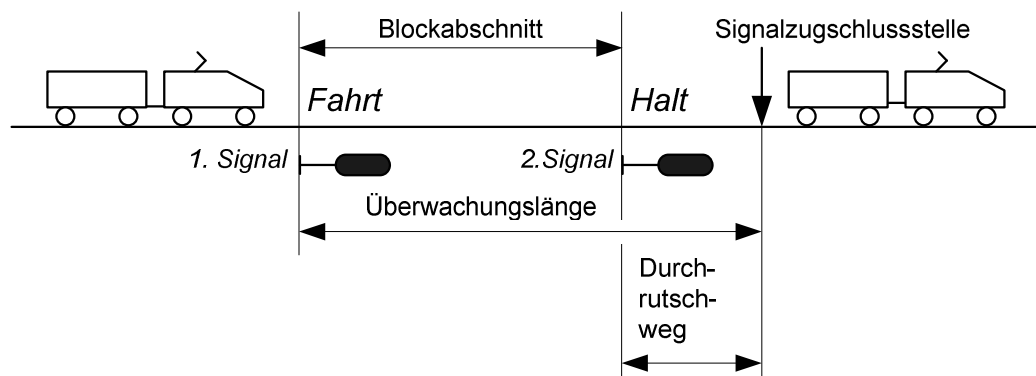 Blockabschnitt
Signalzugschlussstelle
Fahrt
Halt
1. Signal
2.Signal
Überwachungslänge
Durch-
rutsch-
weg